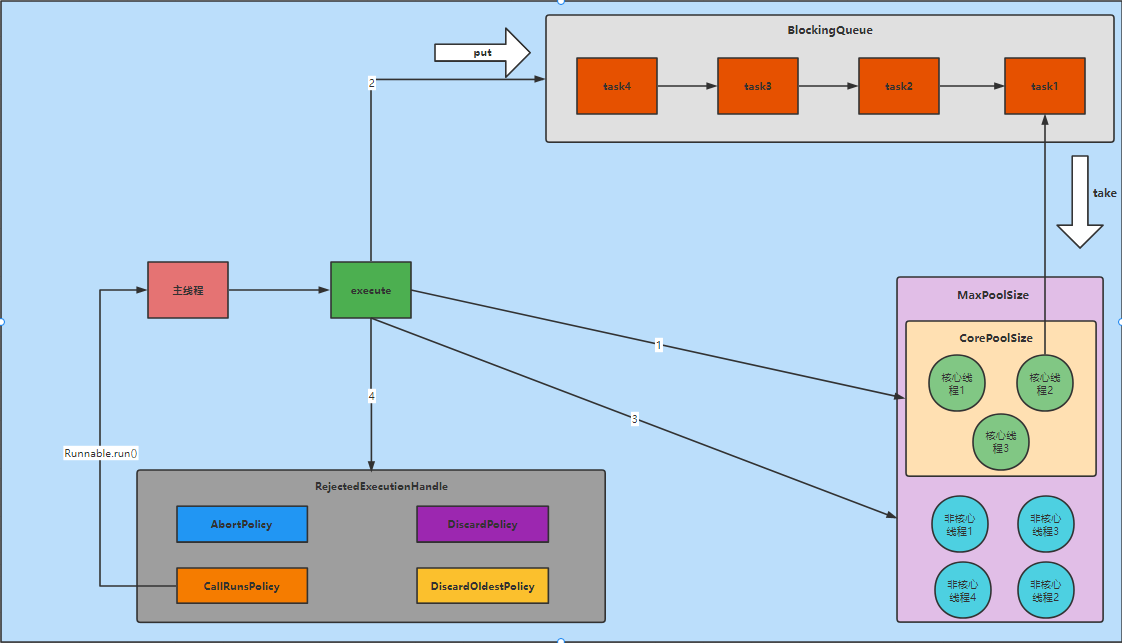 BlockingQueue
put
2
task4
task3
task2
task1
take
主线程
execute
MaxPoolSize
CorePoolSize
1
核心线
程1
核心线
程2
4
3
核心线
程3
Runnable.run()
RejectedExecutionHandle
AbortPolicy
DiscardPolicy
非核心
线程1
非核心
线程3
CallRunsPolicy
DiscardOldestPolicy
非核心
线程4
非核心
线程2